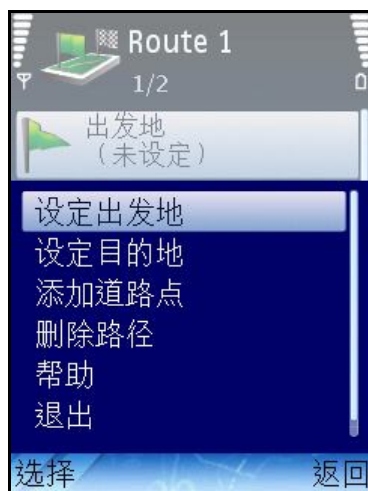 Route 1
1/2
出发地
（未设定）
设定出发地
设定目的地
添加道路点
删除路径
帮助
退出
选择 返回